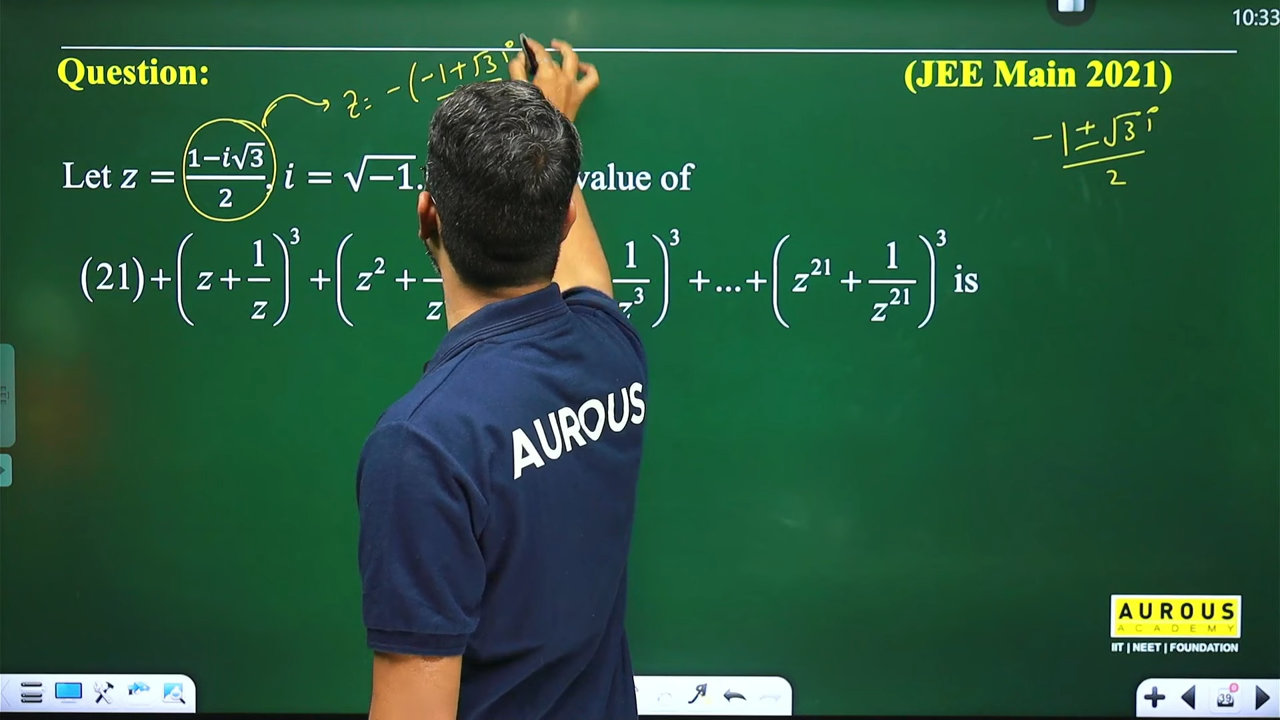 10:33
Question:
z = -(-1+√3 i
(JEE Main 2021)
-1±√3 i / 2
Let z = (1−i√3)/2, i = √−1. value of
(21)+(z+1/z)³+(z²+ 1/z³)³+...+(z²¹+1/z²¹)³ is
AUROUS
AUROUS
ACADEMY
IIT | NEET | FOUNDATION
39